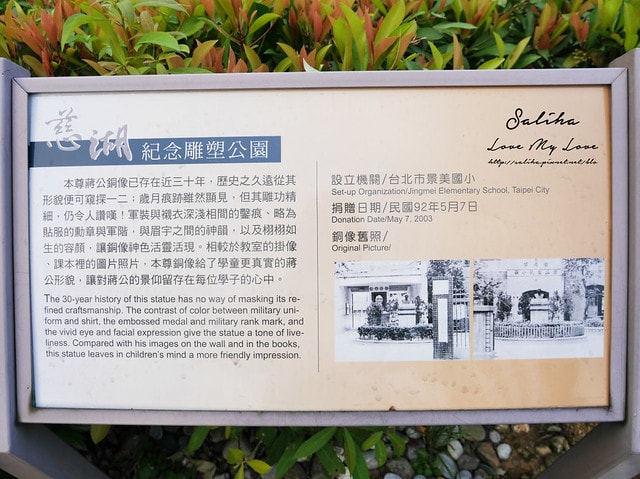 慈湖
紀念雕塑公園
本尊蔣公銅像已存在近三十年，歷史之久遠從其
形貌便可窺探一二；歲月痕跡雖然顯見，但其雕功精
細，仍令人讚嘆！軍裝與襯衣深淺相間的鑿痕、略為
貼服的勳章與軍階，與眉宇之間的神韻，以及栩栩如
生的容顏，讓銅像神色活靈活現。相較於教室的掛像
、課本裡的圖片照片，本尊銅像給了學童更真實的蔣
公形貌，讓對蔣公的景仰留存在每位學子的心中。
The 30-year history of this statue has no way of masking its re-
fined craftsmanship. The contrast of color between military uni-
form and shirt, the embossed medal and military rank mark, and
the vivid eye and facial expression give the statue a tone of live-
liness. Compared with his images on the wall and in the books,
this statue leaves in children's mind a more friendly impression.
設立機關/台北市景美國小
Set-up Organization/Jingmei Elementary School, Taipei City
捐贈日期/民國92年5月7日
Donation Date/May 7, 2003
銅像舊照/
Original Picture/
Saliha
Love My Love
http://saliha.pixnet.net/blo